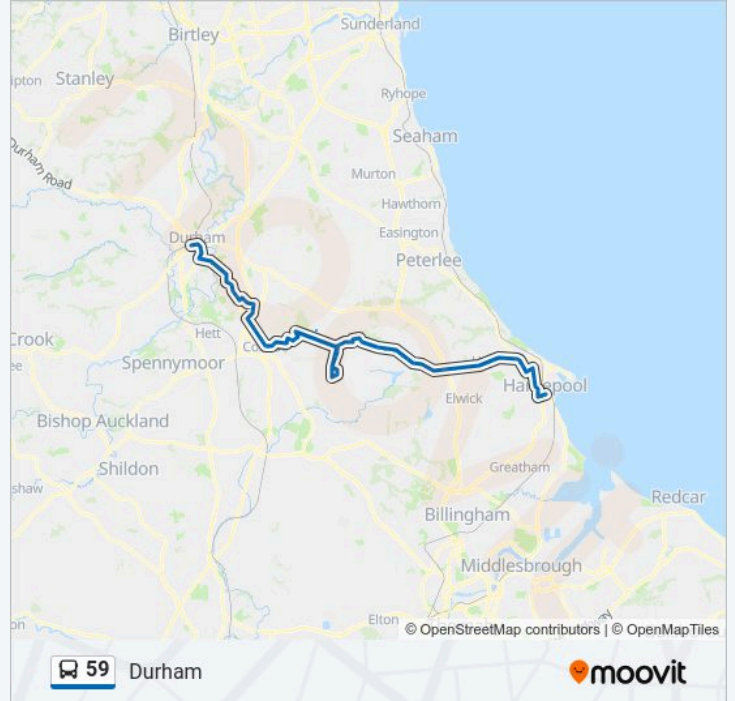 Sunderland
Birtley
Stanley
Ryhope
Seaham
Durham Road
Murton
Hawthorn
Durham
Easington
Peterlee
Crook
Hett
Spennymoor
Elwick
Bishop Auckland
Shildon
Greatham
Redcar
Billingham
Middlesbrough
Elton
© OpenStreetMap contributors | © OpenMapTiles
59 Durham
moovit